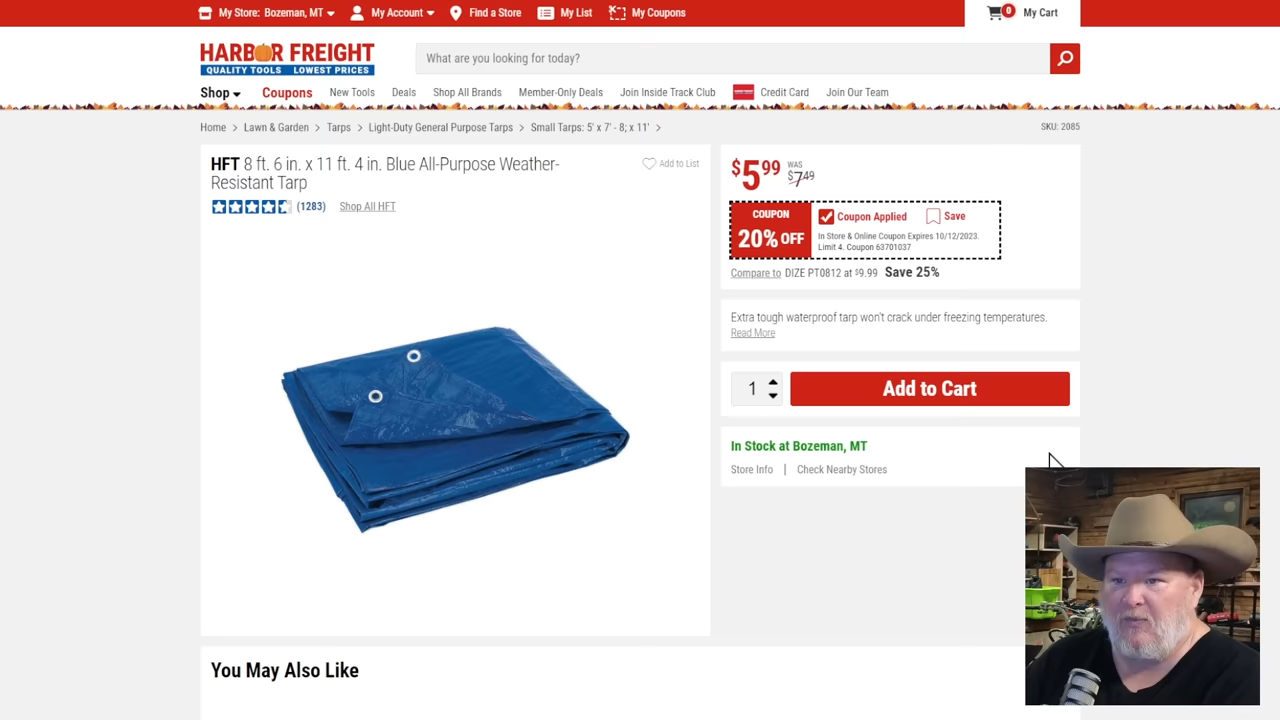 My Store: Bozeman, MT
My Account
Find a Store
My List
My Coupons
0
My Cart
HARBOR FREIGHT
QUALITY TOOLS LOWEST PRICES
What are you looking for today?
Shop
Coupons
New Tools
Deals
Shop All Brands
Member-Only Deals
Join Inside Track Club
Credit Card
Join Our Team
Home > Lawn & Garden > Tarps > Light-Duty General Purpose Tarps > Small Tarps: 5' x 7' - 8; x 11' >
SKU: 2085
HFT 8 ft. 6 in. x 11 ft. 4 in. Blue All-Purpose Weather-
Resistant Tarp
Add to List
(1283)
Shop All HFT
$5 99
WAS
$7 49
COUPON
20% OFF
Coupon Applied
Save
In Store & Online Coupon Expires 10/12/2023.
Limit 4. Coupon 63701037
Compare to DIZE PT0812 at $9.99 Save 25%
Extra tough waterproof tarp won't crack under freezing temperatures.
Read More
1
Add to Cart
In Stock at Bozeman, MT
Store Info | Check Nearby Stores
You May Also Like